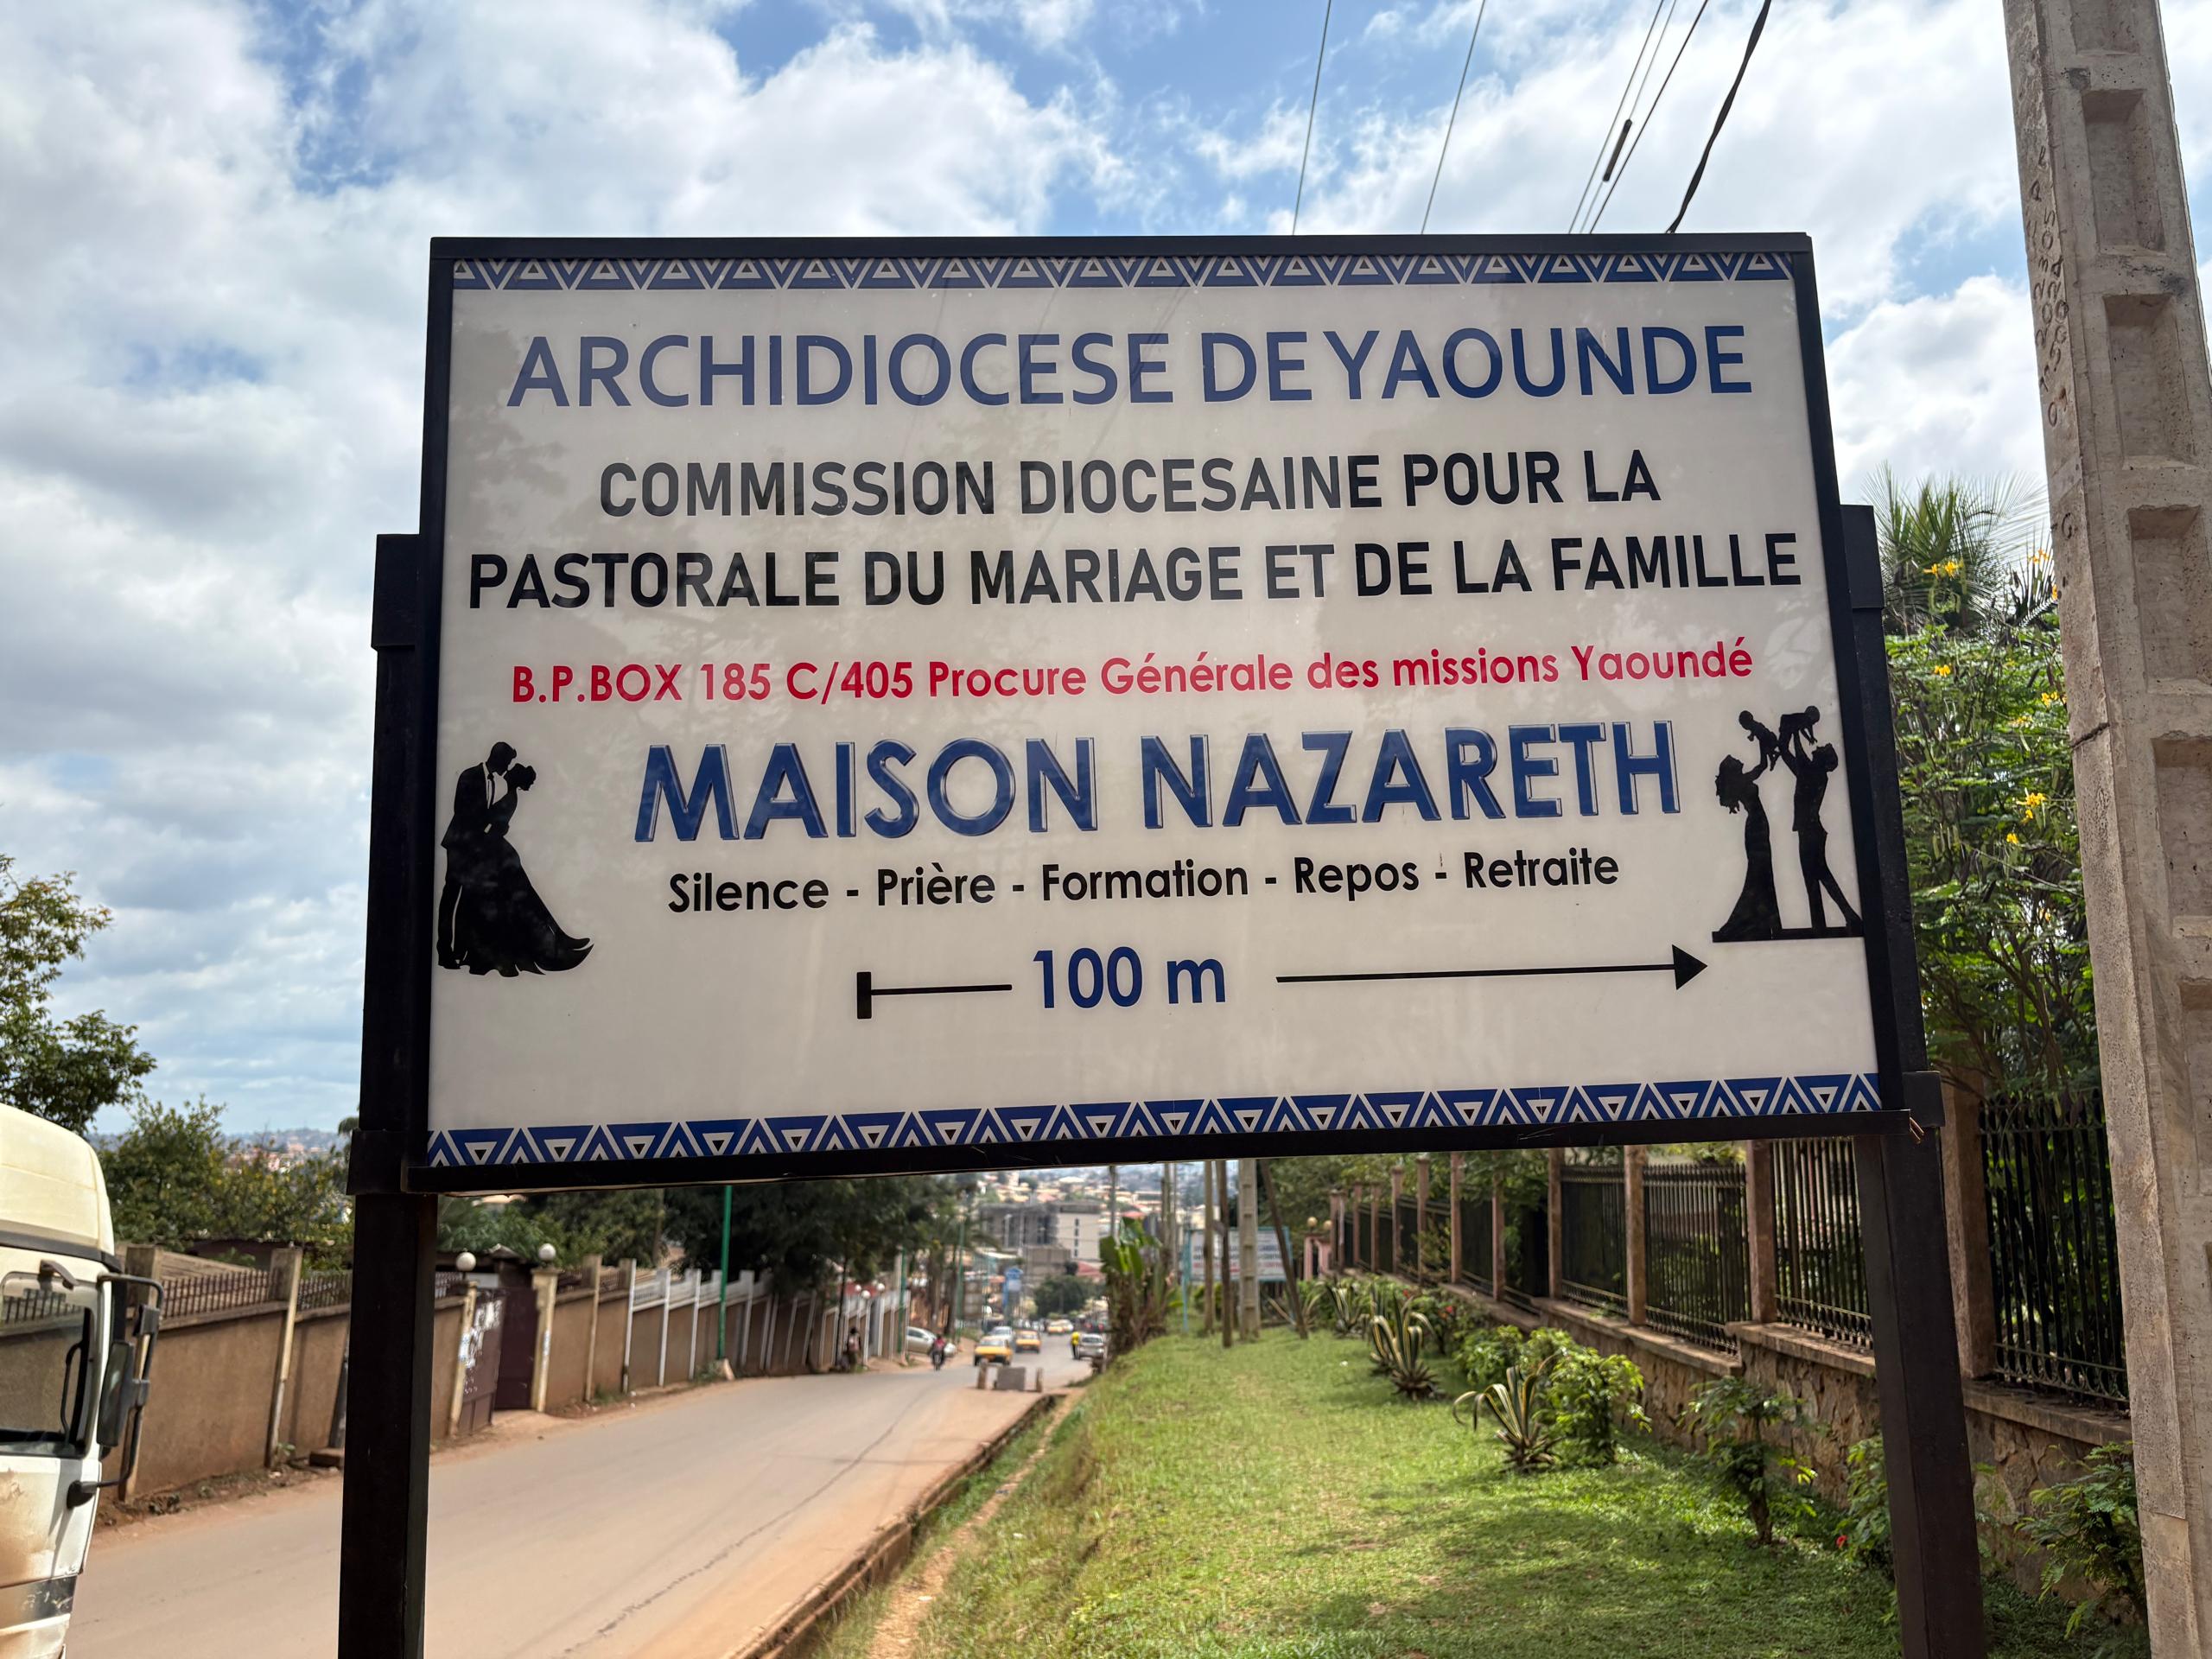 ARCHIDIOCESE DE YAOUNDE
COMMISSION DIOCESAINE POUR LA
PASTORALE DU MARIAGE ET DE LA FAMILLE
B.P.BOX 185 C/405 Procure Générale des missions Yaoundé
MAISON NAZARETH
Silence - Prière - Formation - Repos - Retraite
100 m